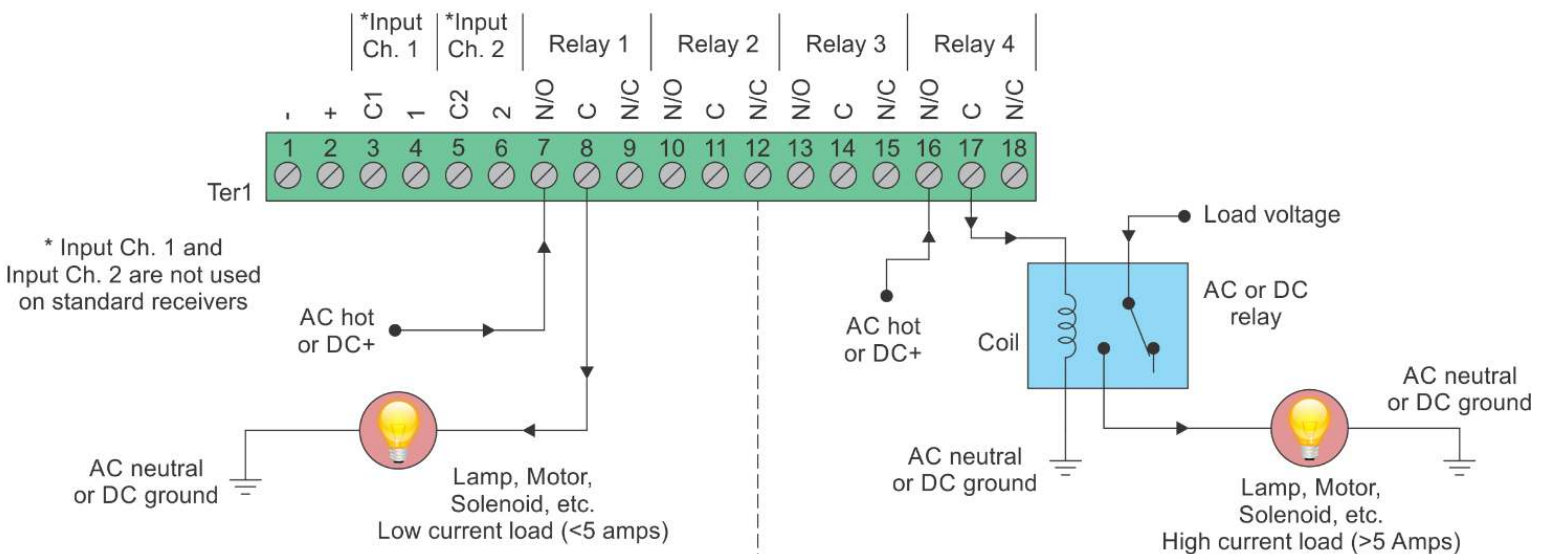 *Input
Ch. 1
*Input
Ch. 2
Relay 1
Relay 2
Relay 3
Relay 4
- + C1 1 C2 2 N/O C N/C N/O C N/C N/O C N/C N/O C N/C
1 2 3 4 5 6 7 8 9 10 11 12 13 14 15 16 17 18
Ter1
* Input Ch. 1 and
Input Ch. 2 are not used
on standard receivers
AC hot
or DC+
AC neutral
or DC ground
Lamp, Motor,
Solenoid, etc.
Low current load (<5 amps)
AC hot
or DC+
Load voltage
AC or DC
relay
Coil
AC neutral
or DC ground
AC neutral
or DC ground
Lamp, Motor,
Solenoid, etc.
High current load (>5 Amps)